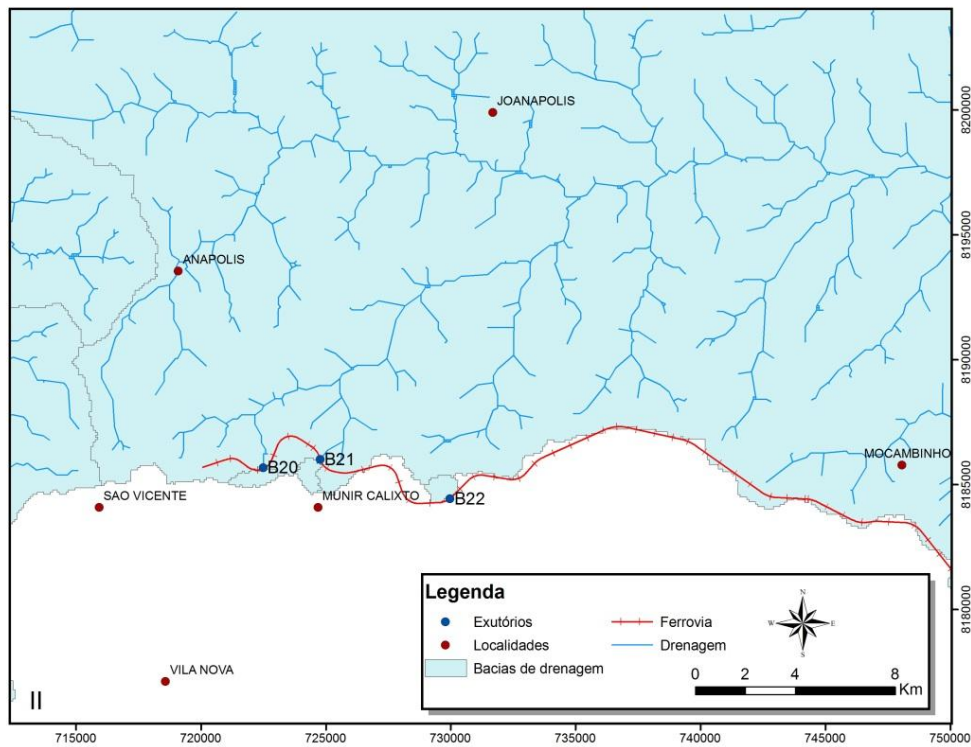 JOANAPOLIS
8200000
8195000
ANAPOLIS
8190000
MOCAMBINHO
B21
B20
8185000
SAO VICENTE
MUNIR CALIXTO
B22
Legenda
N
W
E
S
Exutórios
Ferrovia
Localidades
Drenagem
Bacias de drenagem
0 2 4 8
Km
8180000
VILA NOVA
II
715000 720000 725000 730000 735000 740000 745000 750000